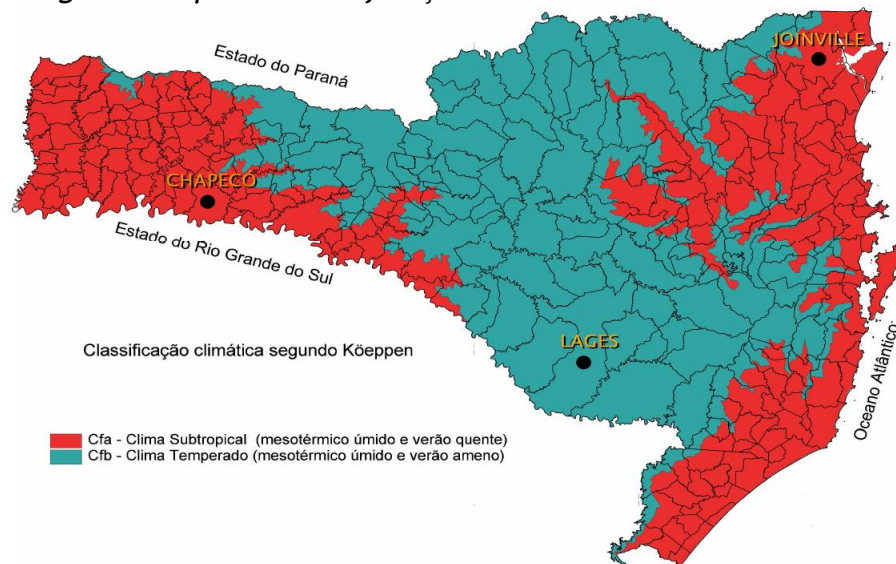 Estado do Paraná
JOINVILLE
CHAPECÓ
Estado do Rio Grande do Sul
LAGES
Oceano Atlântico
Classificação climática segundo Köeppen
Cfa - Clima Subtropical (mesotérmico úmido e verão quente)
Cfb - Clima Temperado (mesotérmico úmido e verão ameno)